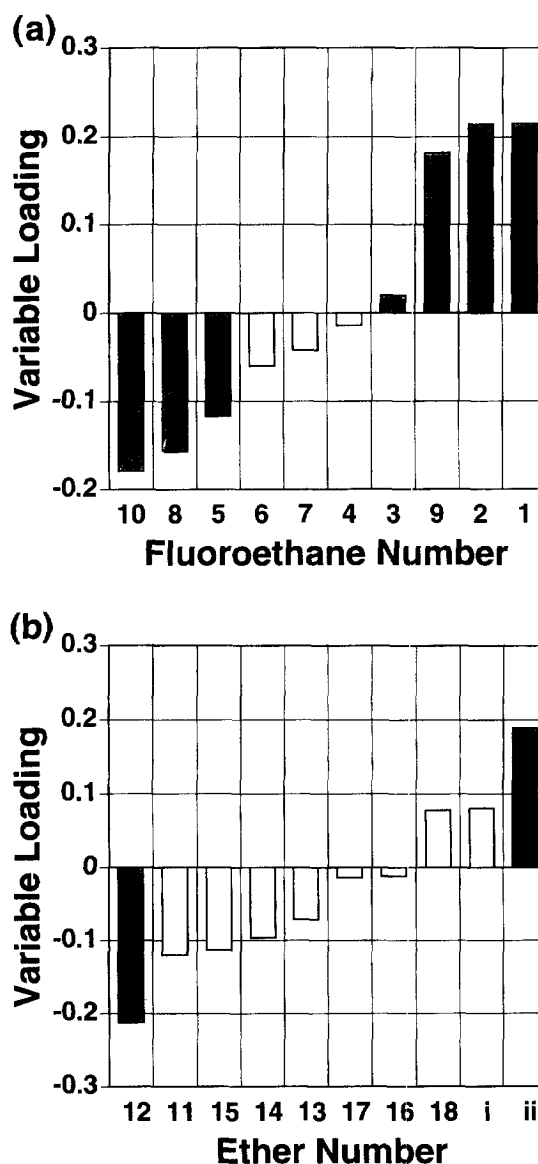 (a)
0.3
0.2
0.1
0
-0.1
-0.2
Variable Loading
10 8 5 6 7 4 3 9 2 1
Fluoroethane Number
(b)
0.3
0.2
0.1
0
-0.1
-0.2
-0.3
Variable Loading
12 11 15 14 13 17 16 18 i ii
Ether Number